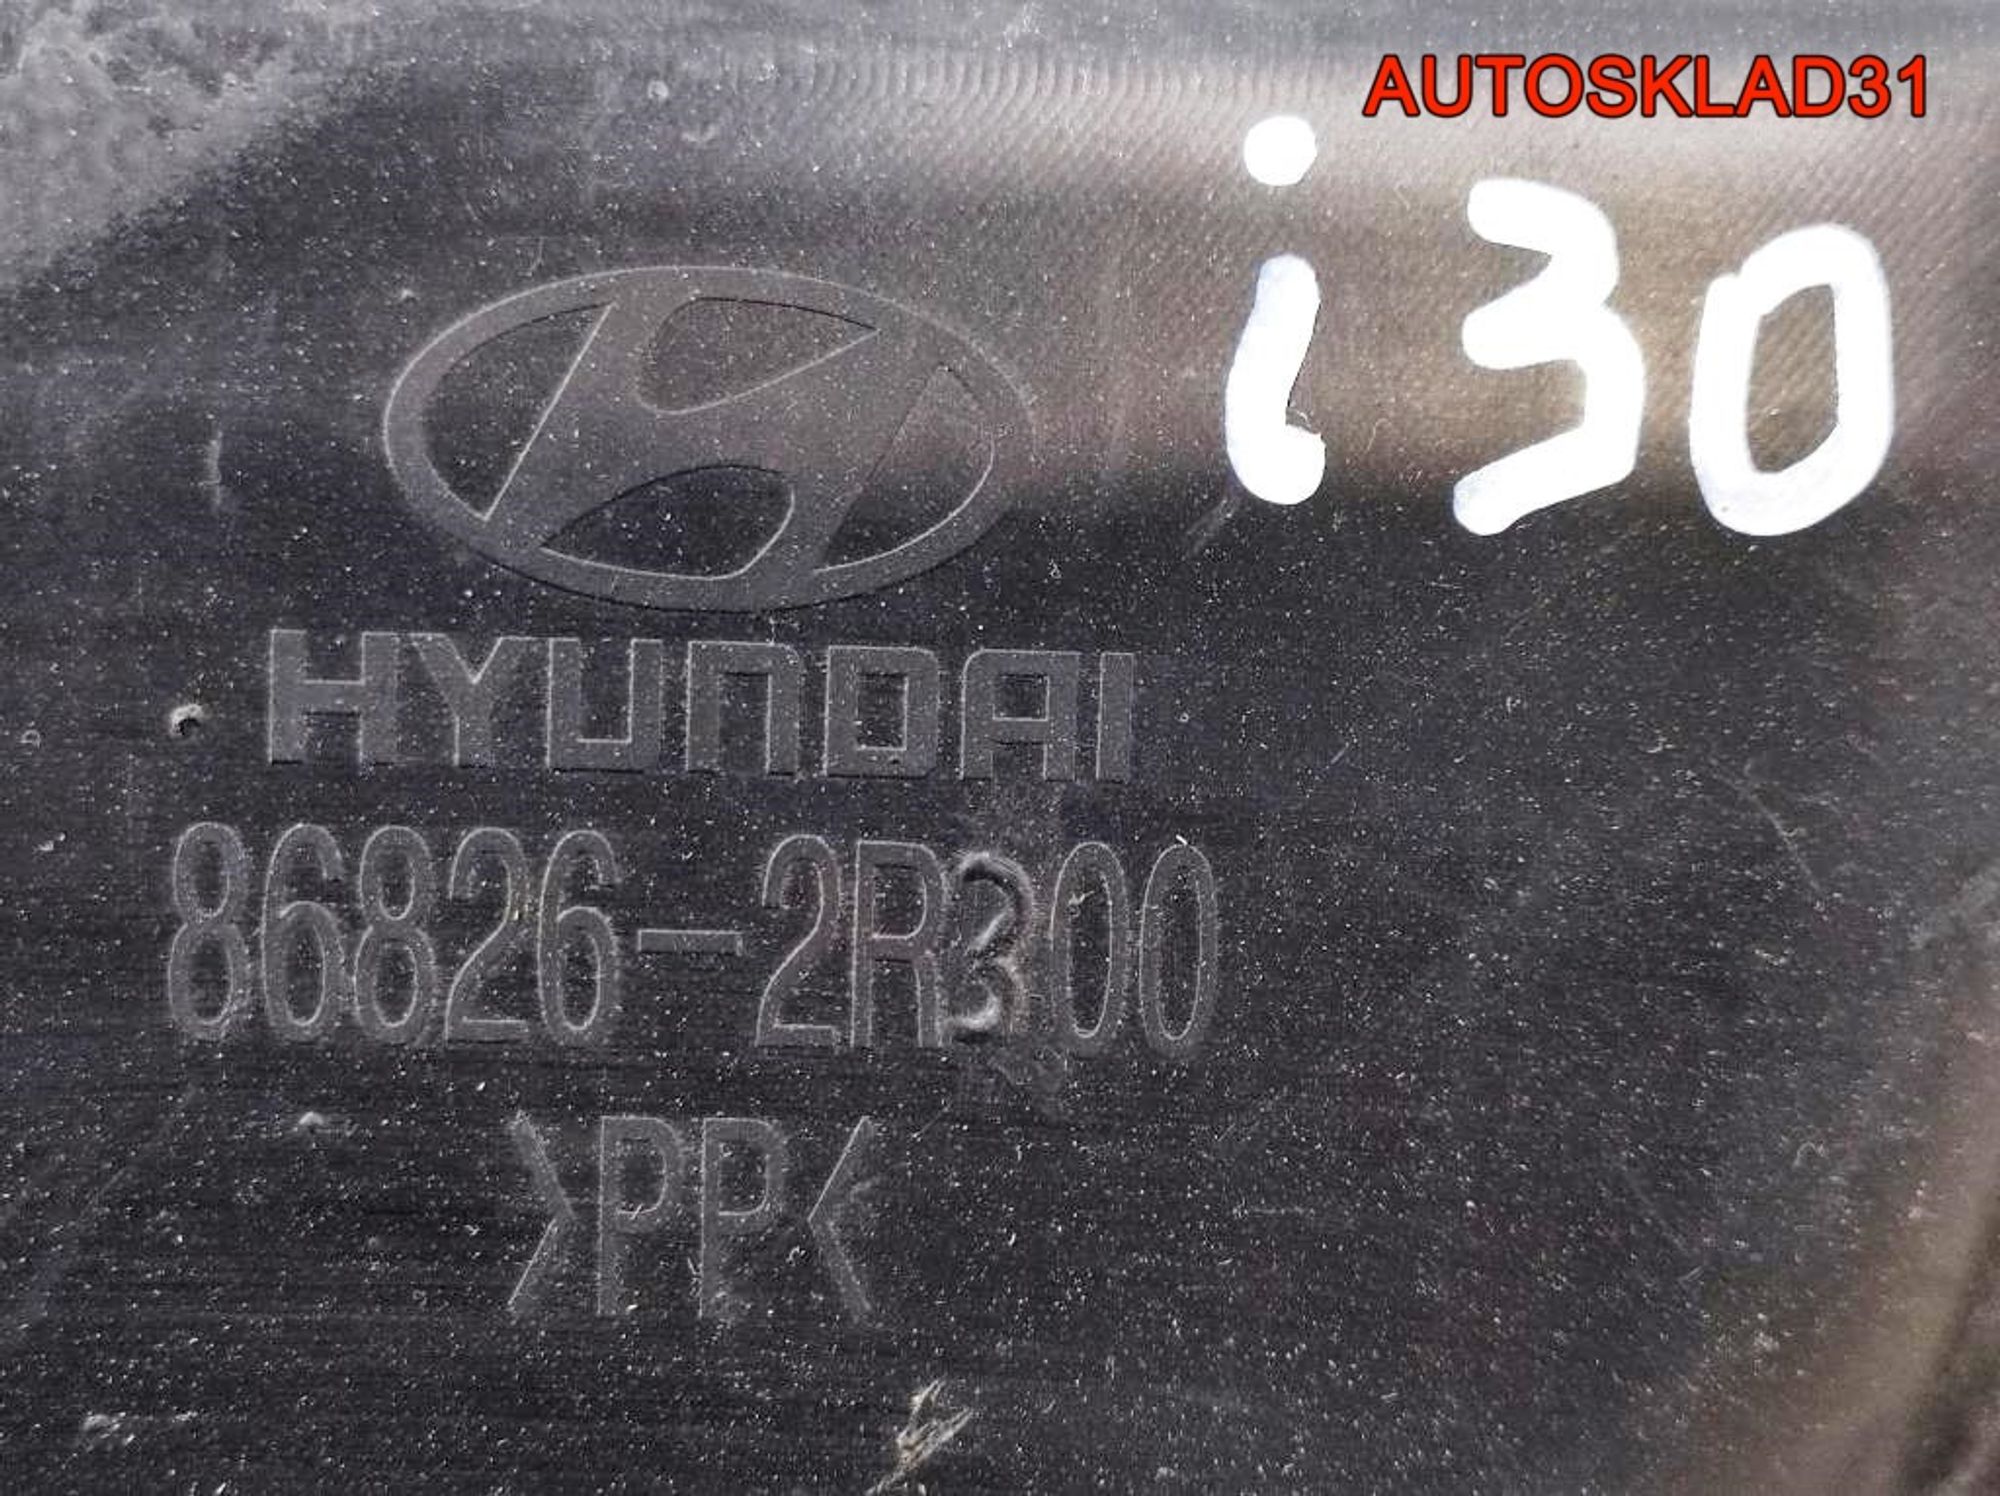 AUTOSKLAD31
i30
HYUNDAI
86826-2R300
>PP<